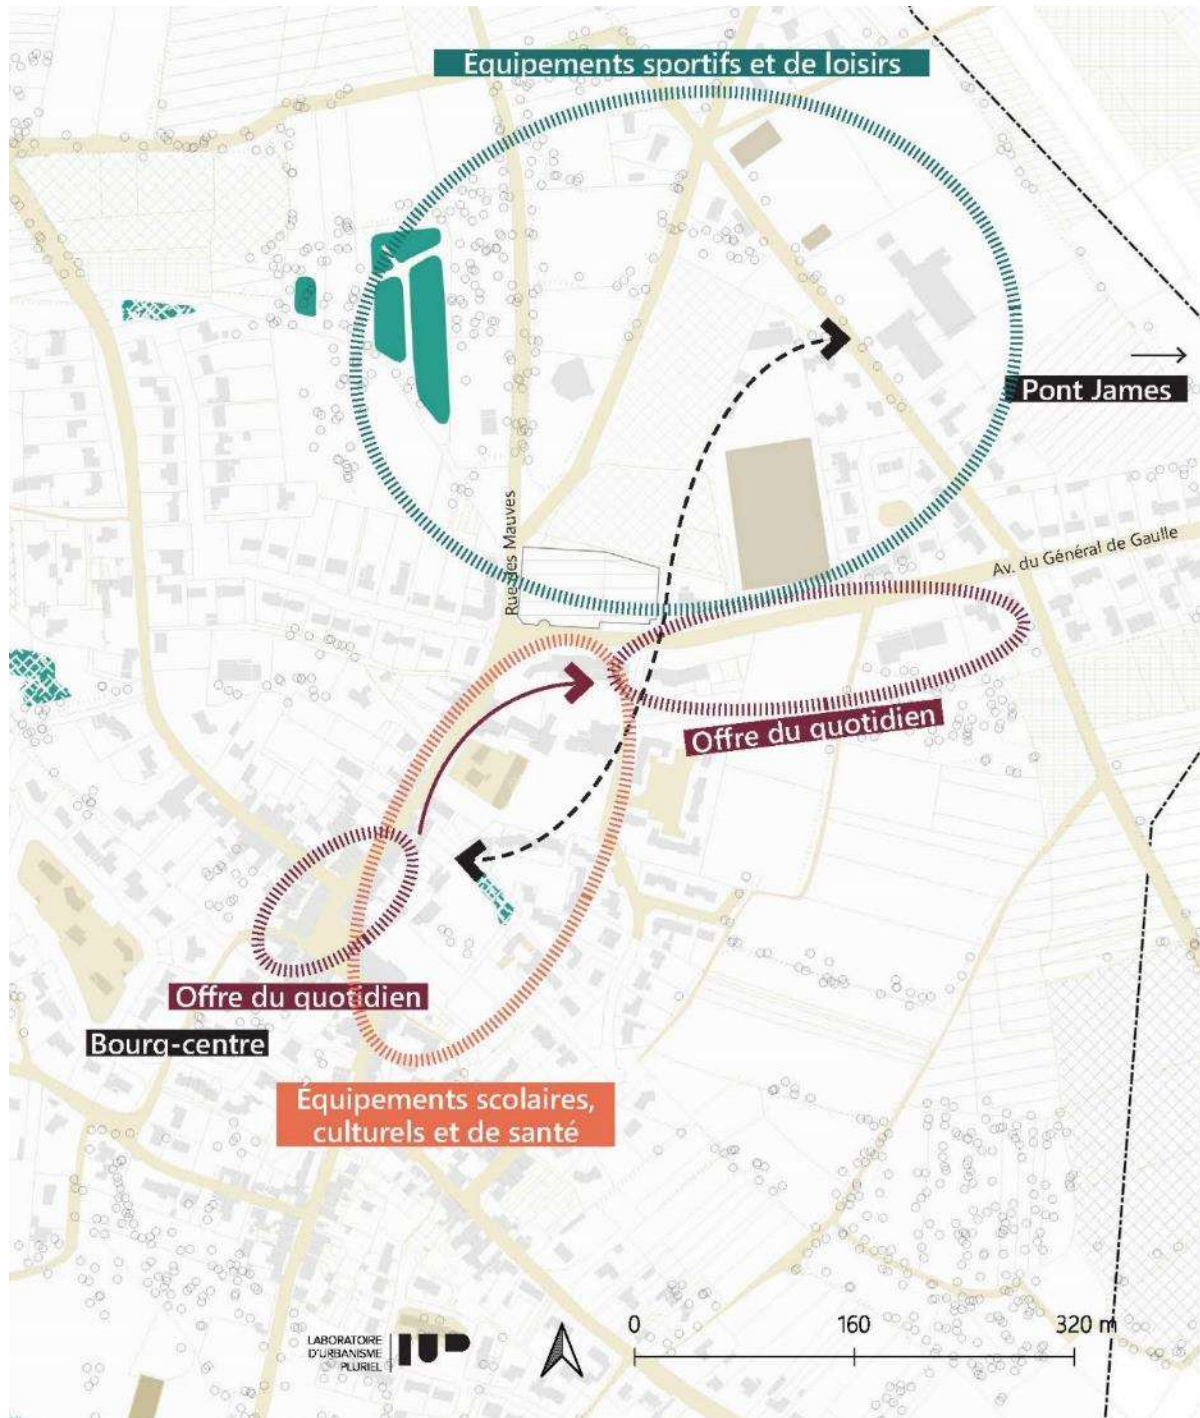 Équipements sportifs et de loisirs
Pont James
Rue des Mauves
Av. du Général de Gaulle
Offre du quotidien
Offre du quotidien
Bourg-centre
Équipements scolaires,
culturels et de santé
0 160 320 m
LABORATOIRE
D'URBANISME
PLURIEL